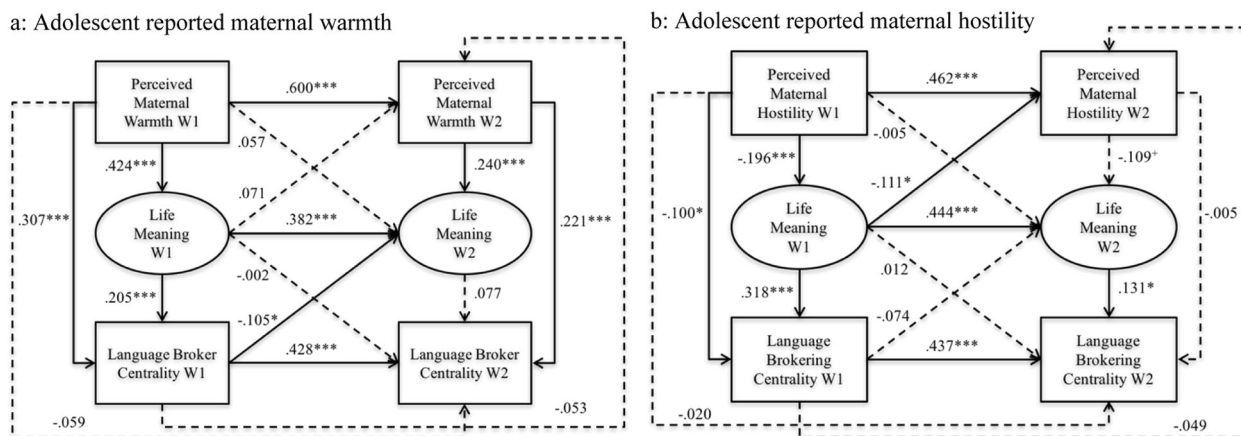 a: Adolescent reported maternal warmth
Perceived
Maternal
Warmth W1
.600***
Perceived
Maternal
Warmth W2
.057
.424***
.240***
.071
.307***
Life
Meaning
W1
.382***
Life
Meaning
W2
.221***
-.002
.205***
.077
-.105*
Language Broker
Centrality W1
.428***
Language Broker
Centrality W2
-.059
-.053
b: Adolescent reported maternal hostility
Perceived
Maternal
Hostility W1
.462***
Perceived
Maternal
Hostility W2
-.005
-.196***
-.109+
-.111*
-.100*
Life
Meaning
W1
.444***
Life
Meaning
W2
-.005
.012
.318***
.131*
-.074
Language
Brokering
Centrality W1
.437***
Language
Brokering
Centrality W2
-.020
-.049